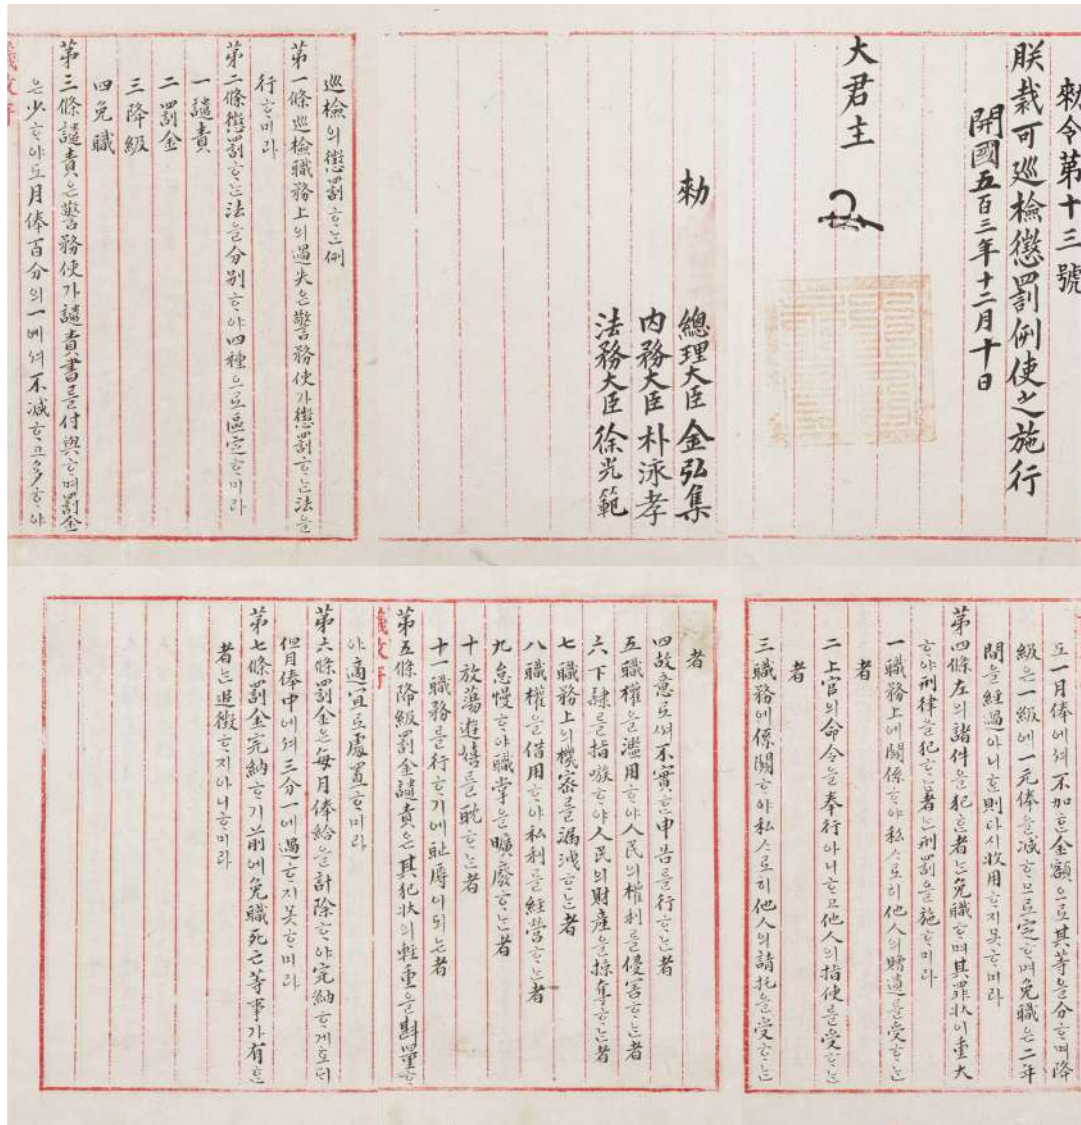 勅令第十三號
朕裁可巡檢懲罰例使之施行
開國五百三年十二月十日
大君主
勅
總理大臣 金弘集
內務大臣 朴泳孝
法務大臣 徐光範
巡檢의懲罰ᄒᆞᄂᆞᆫ例
第一條巡檢職務上의過失은警務使가懲罰ᄒᆞᄂᆞᆫ法을
行ᄒᆞ미라
第二條懲罰ᄒᆞᄂᆞᆫ法을分別ᄒᆞ야四種으로區定ᄒᆞ미라
一譴責
二罰金
三降級
四免職
第三條譴責은警務使가譴責書를付與ᄒᆞ며罰金
은少ᄒᆞ야도月俸百分의一에셔不減ᄒᆞ고多ᄒᆞ야
도一月俸에셔不加ᄒᆞᆫ金額으로其等을分ᄒᆞ며降
級은一級에一元俸을減ᄒᆞ므로定ᄒᆞ며免職은二年
間을經過아니ᄒᆞᆫ則다시收用ᄒᆞ지못ᄒᆞ미라
第四條左의諸件을犯ᄒᆞᆫ者ᄂᆞᆫ免職ᄒᆞ며其罪狀이重大
ᄒᆞ야刑律을犯ᄒᆞᄂᆞᆫ者ᄂᆞᆫ刑罰을施ᄒᆞ미라
一職務上에關係ᄒᆞ야私ᄉᆞ로히他人의贈遺를受ᄒᆞᄂᆞᆫ
者
二上官의命令을奉行아니ᄒᆞ고他人의指使를受ᄒᆞᄂᆞᆫ
者
三職務에係關ᄒᆞ야私ᄉᆞ로히他人의請托을受ᄒᆞᄂᆞᆫ
者
四故意로셔不實ᄒᆞᆫ申告를行ᄒᆞᄂᆞᆫ者
五職權을濫用ᄒᆞ야人民의權利를侵害ᄒᆞᄂᆞᆫ者
六下隷를指嗾ᄒᆞ야人民의財産을掠奪ᄒᆞᄂᆞᆫ者
七職務上의機密를漏洩ᄒᆞᄂᆞᆫ者
八職權을借用ᄒᆞ야私利를經營ᄒᆞᄂᆞᆫ者
九怠慢ᄒᆞ야職掌을曠廢ᄒᆞᄂᆞᆫ者
十放蕩遊嬉를耽ᄒᆞᄂᆞᆫ者
十一職務를行ᄒᆞ기에恥辱이되ᄂᆞᆫ者
第五條降級罰金譴責은其犯狀의輕重을斟量ᄒᆞ
야適宜로處置ᄒᆞ미라
議政府
第六條罰金은每月俸給을計除ᄒᆞ야完納ᄒᆞ게호ᄃᆡ
但月俸中에셔三分一에過ᄒᆞ지못ᄒᆞ미라
第七條罰金完納ᄒᆞ기前에免職死亡等事가有ᄒᆞᆫ
者ᄂᆞᆫ追徵ᄒᆞ지아니ᄒᆞ미라